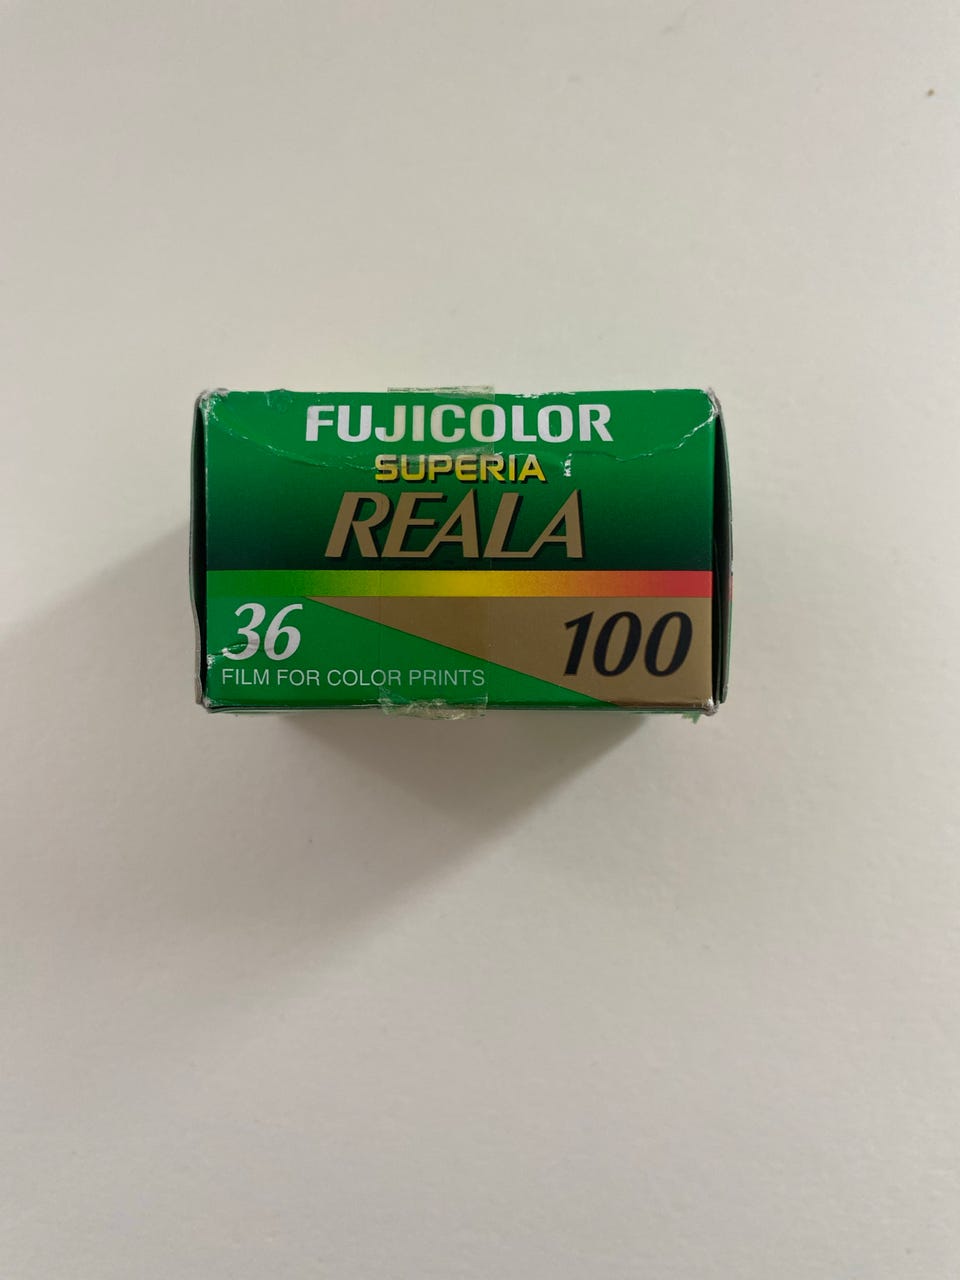 FUJICOLOR
SUPERIA
REALA
36
100
FILM FOR COLOR PRINTS